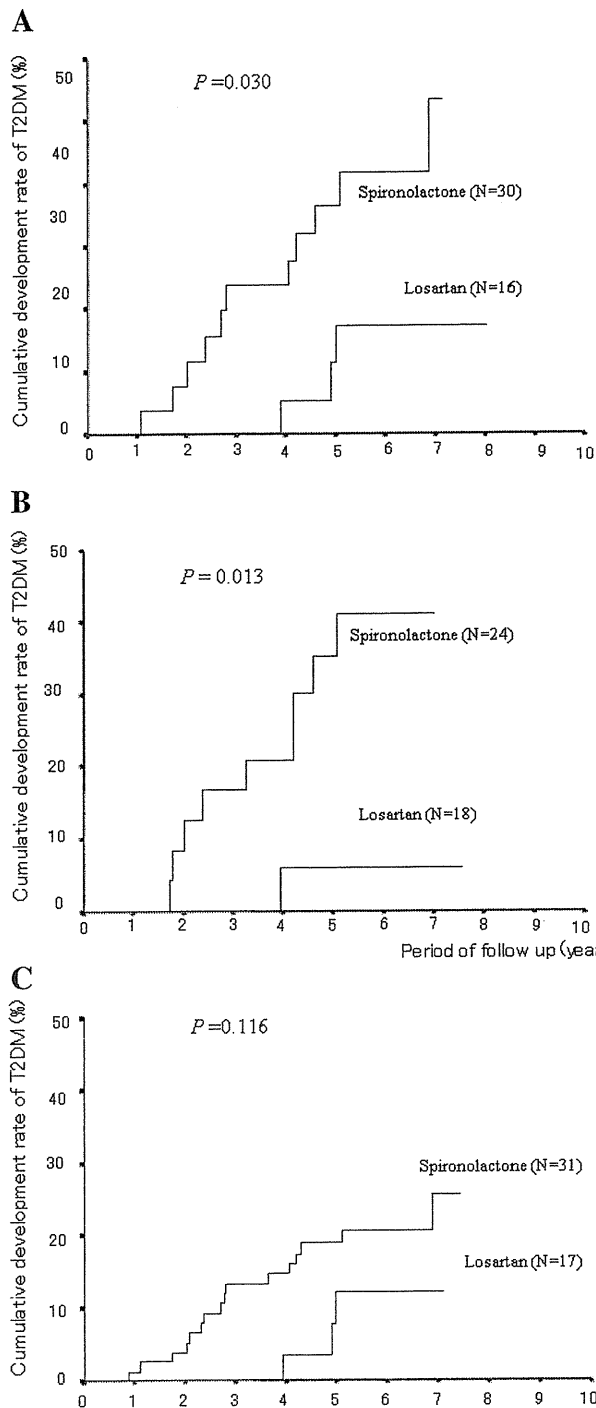 A
Cumulative development rate of T2DM (%)
P=0.030
50
40
30
20
10
0
Spironolactone (N=30)
Losartan (N=16)
0 1 2 3 4 5 6 7 8 9 10
B
Cumulative development rate of T2DM (%)
P = 0.013
50
40
30
20
10
0
Spironolactone (N=24)
Losartan (N=18)
0 1 2 3 4 5 6 7 8 9 10
Period of follow up (yea
C
Cumulative development rate of T2DM (%)
P=0.116
50
40
30
20
10
0
Spironolactone (N=31)
Losartan (N=17)
0 1 2 3 4 5 6 7 8 9 10